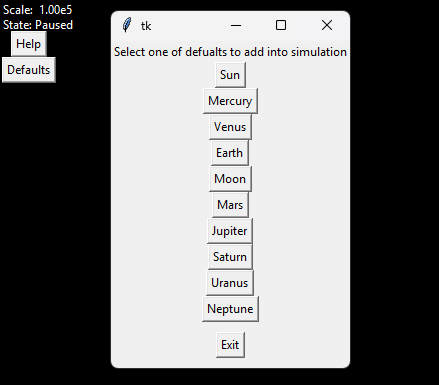 Scale:  1.00e5
State: Paused
Help
Defaults
tk
Select one of defualts to add into simulation
Sun
Mercury
Venus
Earth
Moon
Mars
Jupiter
Saturn
Uranus
Neptune
Exit